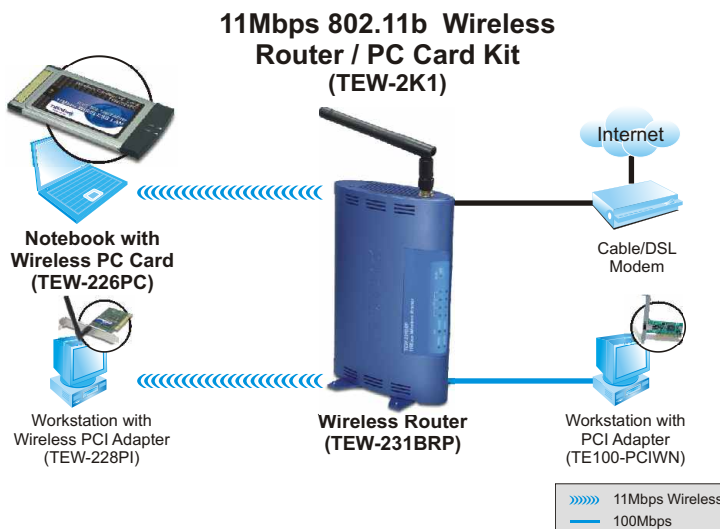 11Mbps 802.11b Wireless
Router / PC Card Kit
(TEW-2K1)
Internet
Notebook with
Wireless PC Card
(TEW-226PC)
Cable/DSL
Modem
Workstation with
Wireless PCI Adapter
(TEW-228PI)
Wireless Router
(TEW-231BRP)
Workstation with
PCI Adapter
(TE100-PCIWN)
11Mbps Wireless
100Mbps